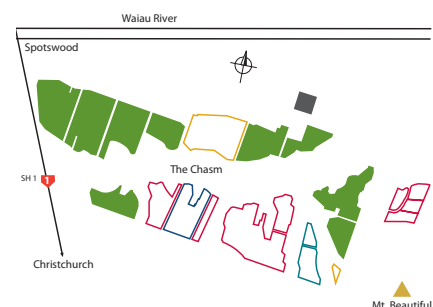 Waiau River
Spotswood
The Chasm
SH 1
1
Christchurch
Mt. Beautiful